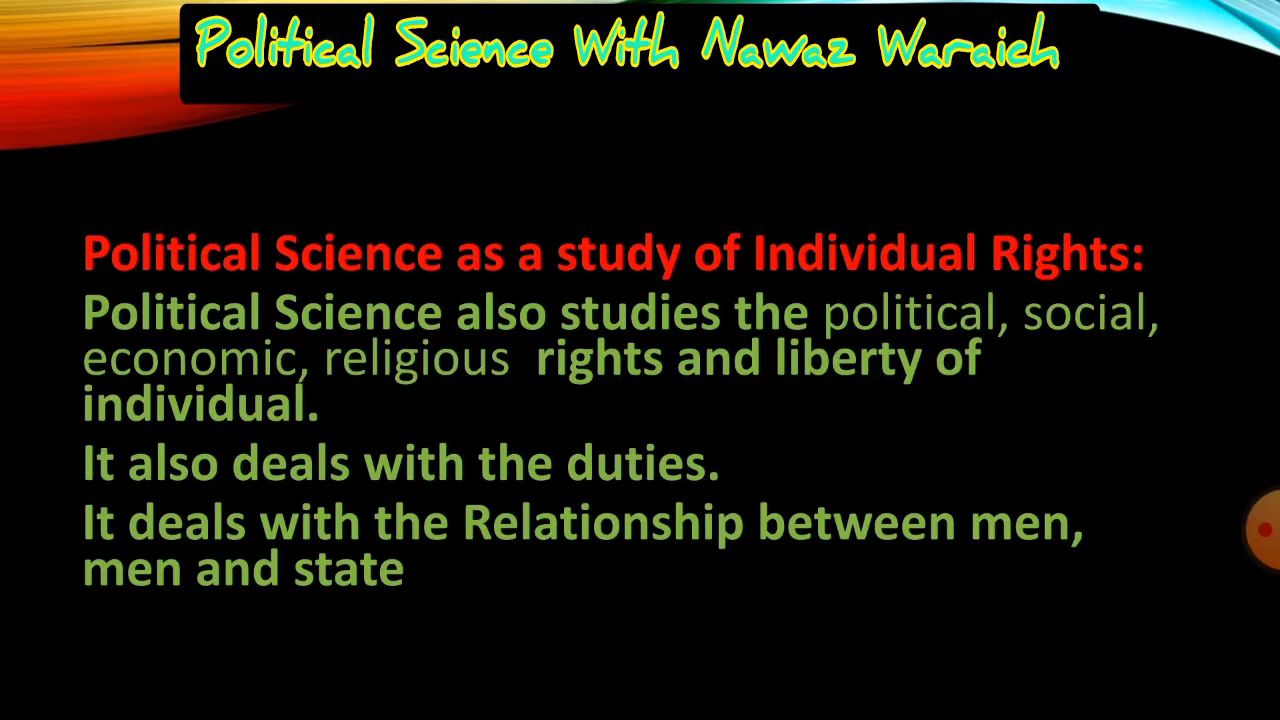 Political Science With Nawaz Waraich
Political Science as a study of Individual Rights:
Political Science also studies the political, social,
economic, religious rights and liberty of
individual.
It also deals with the duties.
It deals with the Relationship between men,
men and state